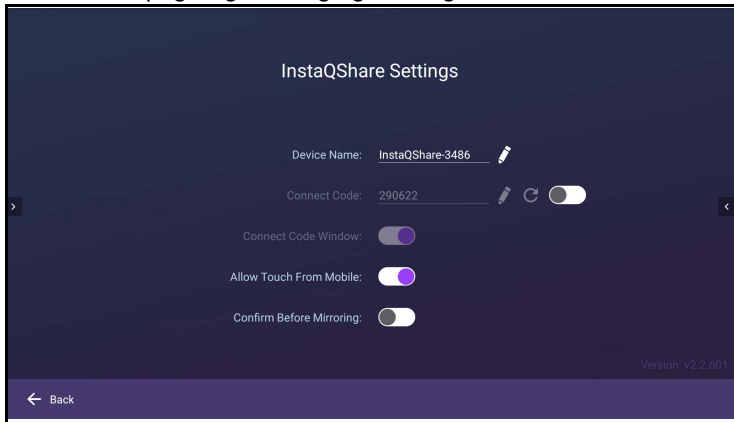 InstaQShare Settings
Device Name: InstaQShare-3486
Connect Code: 290622
Connect Code Window:
Allow Touch From Mobile:
Confirm Before Mirroring:
Version: v2.2.601
Back